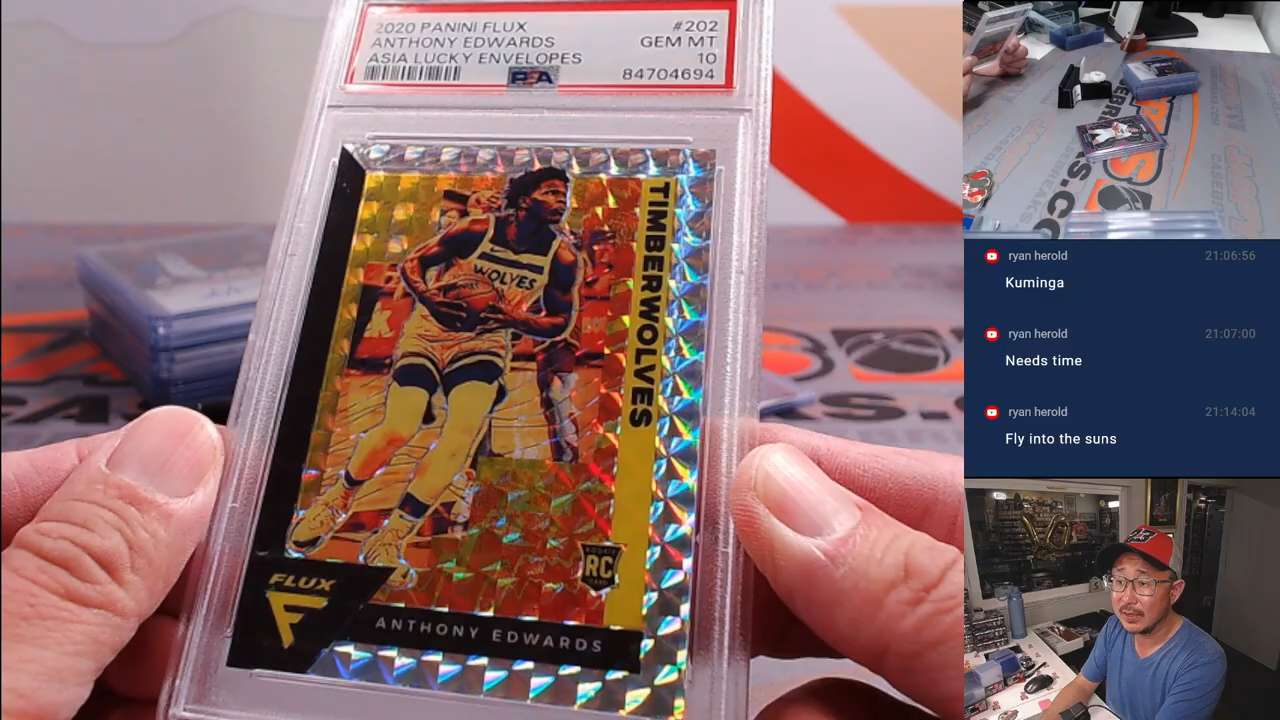 2020 PANINI FLUX #202
ANTHONY EDWARDS GEM MT
ASIA LUCKY ENVELOPES 10
84704694
PSA
TIMBERWOLVES
WOLVES
ROOKIE
RC
CARD
FLUX
F
ANTHONY EDWARDS
ryan herold 21:06:56
Kuminga
ryan herold 21:07:00
Needs time
ryan herold 21:14:04
Fly into the suns